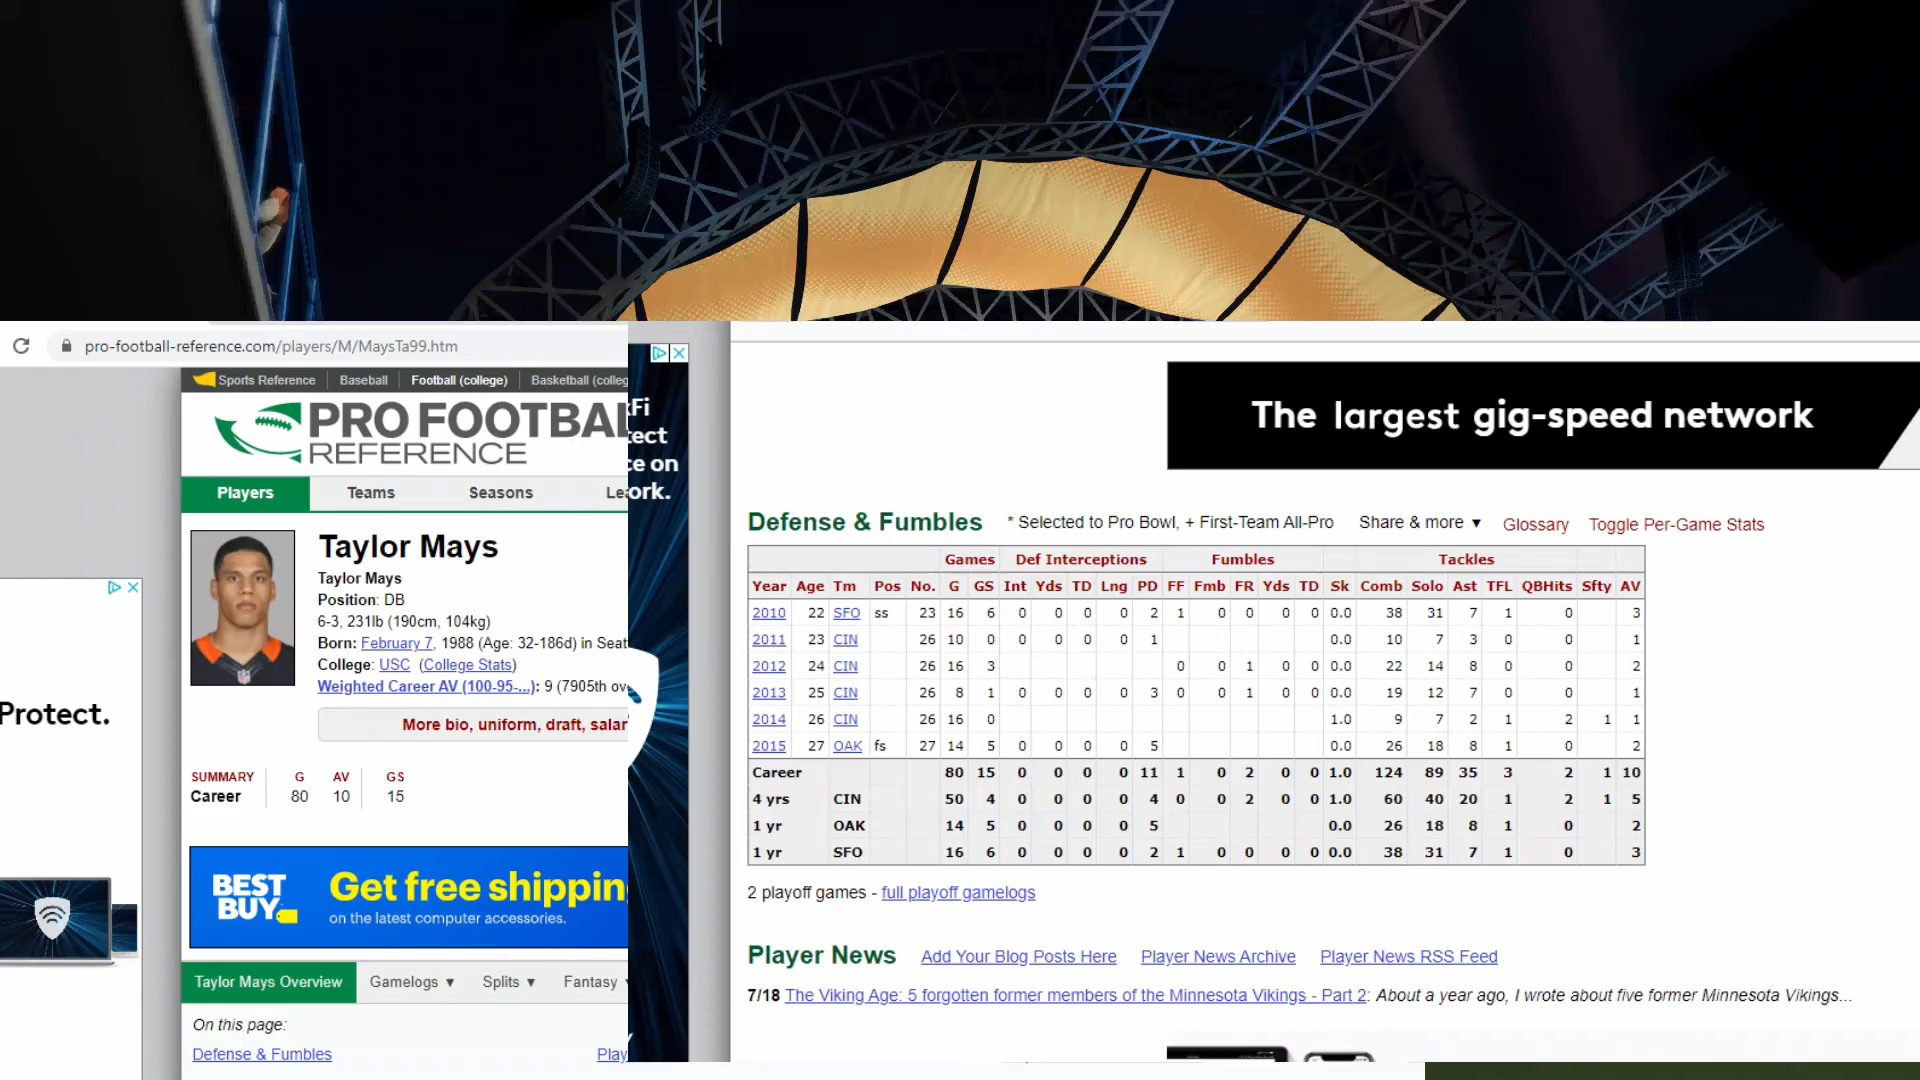 pro-football-reference.com/players/M/MaysTa99.htm
Sports Reference Baseball Football (college) Basketball (colleg
PRO FOOTBAL
REFERENCE
Players Teams Seasons Le
Taylor Mays
Taylor Mays
Position: DB
6-3, 231lb (190cm, 104kg)
Born: February 7, 1988 (Age: 32-186d) in Seat
College: USC (College Stats)
Weighted Career AV (100-95-...): 9 (7905th ov
More bio, uniform, draft, salar
SUMMARY G AV GS
Career 80 10 15
Protect.
BEST BUY
Get free shipping
on the latest computer accessories.
Taylor Mays Overview Gamelogs ▼ Splits ▼ Fantasy
On this page:
Defense & Fumbles Play
Fi
ect
ce on
ork.
The largest gig-speed network
Defense & Fumbles * Selected to Pro Bowl, + First-Team All-Pro Share & more ▼ Glossary Toggle Per-Game Stats
Games Def Interceptions Fumbles Tackles
Year Age Tm Pos No. G GS Int Yds TD Lng PD FF Fmb FR Yds TD Sk Comb Solo Ast TFL QBHits Sfty AV
2010 22 SFO ss 23 16 6 0 0 0 0 2 1 0 0 0 0 0.0 38 31 7 1 0 3
2011 23 CIN 26 10 0 0 0 0 0 1 0.0 10 7 3 0 0 1
2012 24 CIN 26 16 3 0 0 1 0 0 0.0 22 14 8 0 0 2
2013 25 CIN 26 8 1 0 0 0 0 3 0 0 1 0 0 0.0 19 12 7 0 0 1
2014 26 CIN 26 16 0 1.0 9 7 2 1 2 1 1
2015 27 OAK fs 27 14 5 0 0 0 0 5 0.0 26 18 8 1 0 2
Career 80 15 0 0 0 0 11 1 0 2 0 0 1.0 124 89 35 3 2 1 10
4 yrs CIN 50 4 0 0 0 0 4 0 0 2 0 0 1.0 60 40 20 1 2 1 5
1 yr OAK 14 5 0 0 0 0 5 0.0 26 18 8 1 0 2
1 yr SFO 16 6 0 0 0 0 2 1 0 0 0 0 0.0 38 31 7 1 0 3
2 playoff games - full playoff gamelogs
Player News Add Your Blog Posts Here Player News Archive Player News RSS Feed
7/18 The Viking Age: 5 forgotten former members of the Minnesota Vikings - Part 2: About a year ago, I wrote about five former Minnesota Vikings...